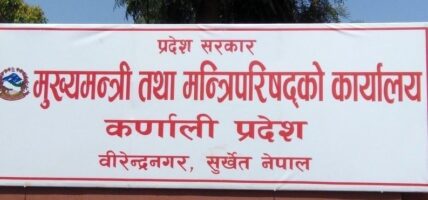 प्रदेश सरकार
मुख्यमन्त्री तथा मन्त्रिपरिषद्को कार्यालय
कर्णाली प्रदेश
वीरेन्द्रनगर, सुर्खेत नेपाल